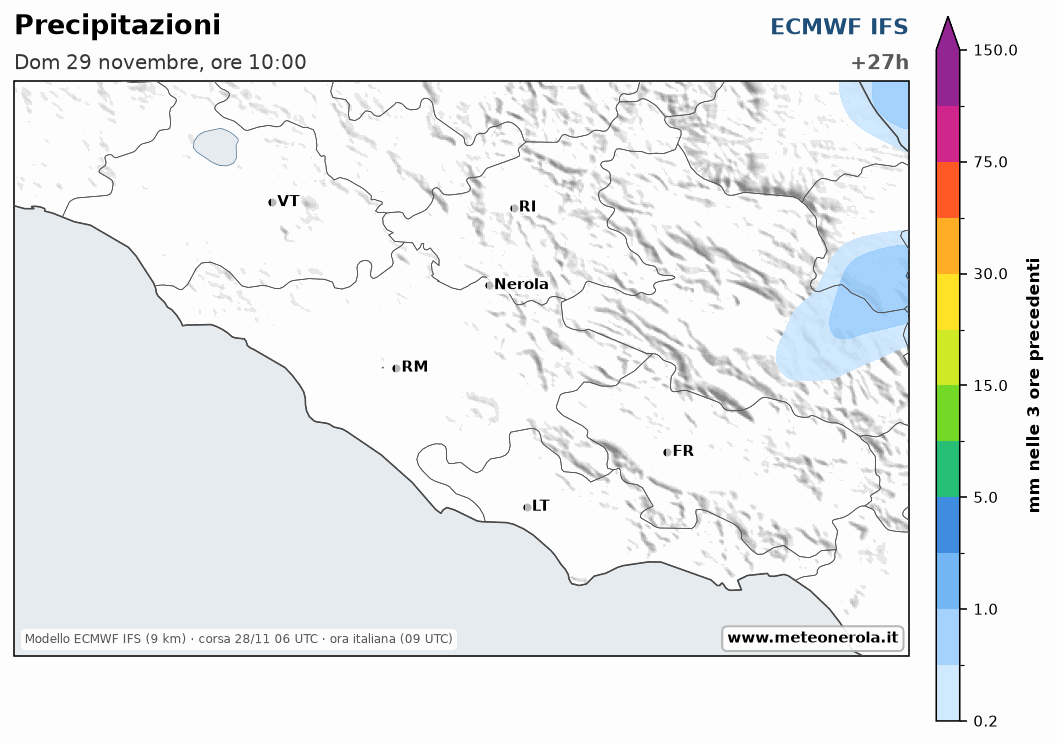 Precipitazioni
ECMWF IFS
Dom 29 novembre, ore 10:00
+27h
150.0
75.0
30.0
15.0
5.0
1.0
0.2
mm nelle 3 ore precedenti
VT
RI
Nerola
RM
FR
LT
Modello ECMWF IFS (9 km) · corsa 28/11 06 UTC · ora italiana (09 UTC)
www.meteonerola.it